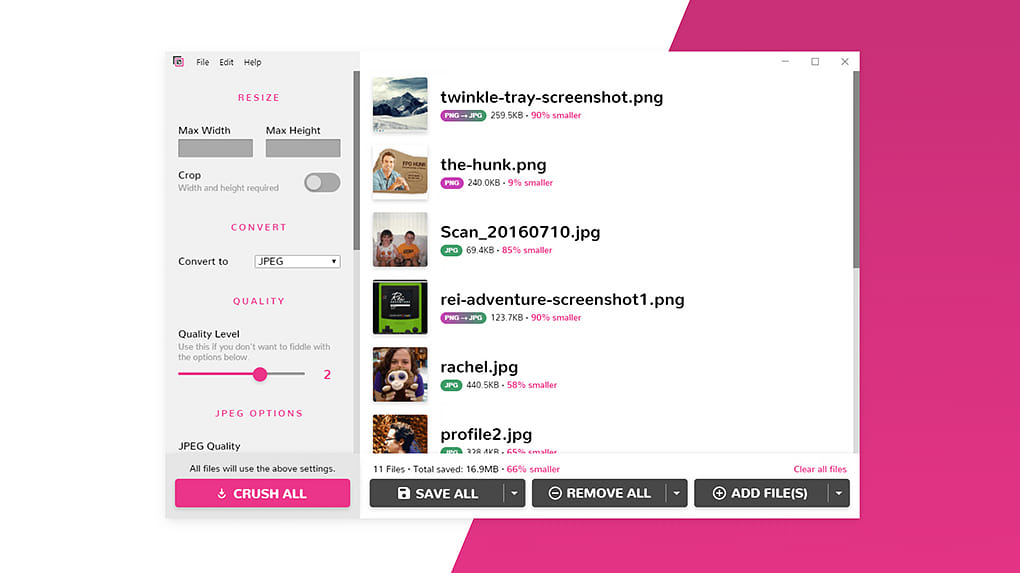 File Edit Help
RESIZE
Max Width Max Height
Crop
Width and height required
CONVERT
Convert to JPEG
QUALITY
Quality Level
Use this if you don't want to fiddle with
the options below.
2
JPEG OPTIONS
JPEG Quality
All files will use the above settings.
CRUSH ALL
twinkle-tray-screenshot.png
PNG→JPG 259.5KB • 90% smaller
the-hunk.png
PNG 240.0KB • 9% smaller
Scan_20160710.jpg
JPG 69.4KB • 85% smaller
rei-adventure-screenshot1.png
PNG→JPG 123.7KB • 90% smaller
rachel.jpg
JPG 440.5KB • 58% smaller
profile2.jpg
JPG 328.4KB • 65% smaller
11 Files • Total saved: 16.9MB • 66% smaller
Clear all files
SAVE ALL
REMOVE ALL
ADD FILE(S)